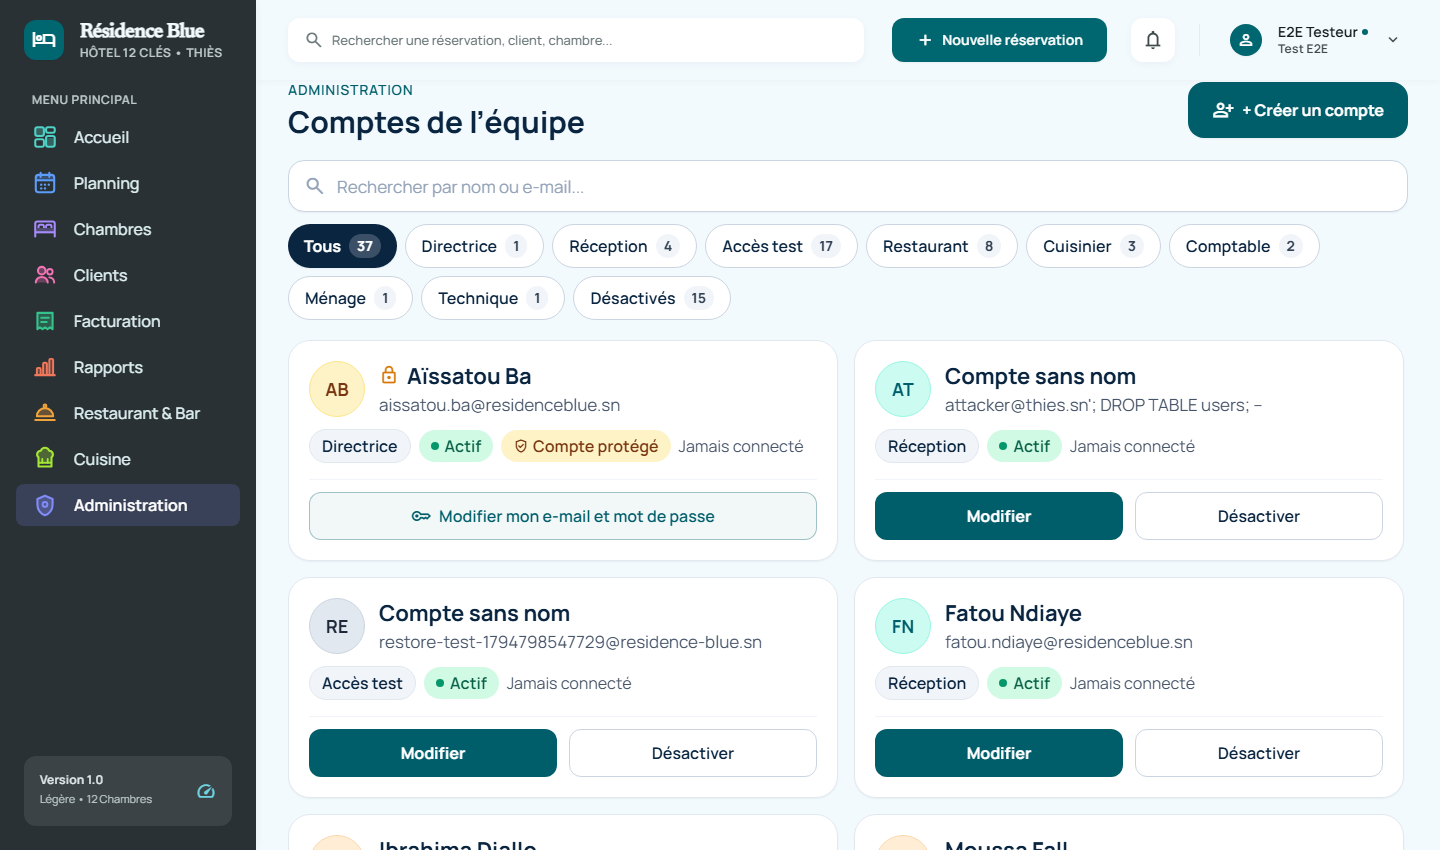 Résidence Blue
HÔTEL 12 CLÉS • THIÈS
MENU PRINCIPAL
Accueil
Planning
Chambres
Clients
Facturation
Rapports
Restaurant & Bar
Cuisine
Administration
Version 1.0
Légère • 12 Chambres
Rechercher une réservation, client, chambre...
Nouvelle réservation
E2E Testeur
Test E2E
ADMINISTRATION
Comptes de l’équipe
+ Créer un compte
Rechercher par nom ou e-mail...
Tous 37
Directrice 1
Réception 4
Accès test 17
Restaurant 8
Cuisinier 3
Comptable 2
Ménage 1
Technique 1
Désactivés 15
AB
Aïssatou Ba
aissatou.ba@residenceblue.sn
Directrice
Actif
Compte protégé
Jamais connecté
Modifier mon e-mail et mot de passe
AT
Compte sans nom
attacker@thies.sn'; DROP TABLE users; –
Réception
Actif
Jamais connecté
Modifier
Désactiver
RE
Compte sans nom
restore-test-1794798547729@residence-blue.sn
Accès test
Actif
Jamais connecté
Modifier
Désactiver
FN
Fatou Ndiaye
fatou.ndiaye@residenceblue.sn
Réception
Actif
Jamais connecté
Modifier
Désactiver
Ibrahima Diallo
Moussa Fall